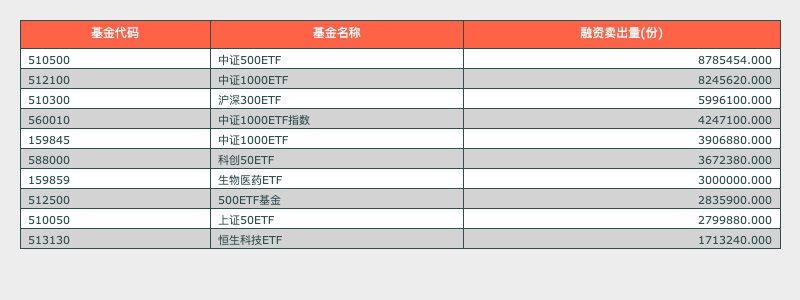 基金代码 基金名称 融资卖出量(份)
510500 中证500ETF 8785454.000
512100 中证1000ETF 8245620.000
510300 沪深300ETF 5996100.000
560010 中证1000ETF指数 4247100.000
159845 中证1000ETF 3906880.000
588000 科创50ETF 3672380.000
159859 生物医药ETF 3000000.000
512500 500ETF基金 2835900.000
510050 上证50ETF 2799880.000
513130 恒生科技ETF 1713240.000